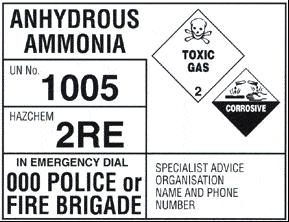 ANHYDROUS
AMMONIA
UN No.
1005
HAZCHEM
2RE
TOXIC
GAS
2
CORROSIVE
IN EMERGENCY DIAL
000 POLICE or
FIRE BRIGADE
SPECIALIST ADVICE
ORGANISATION
NAME AND PHONE
NUMBER